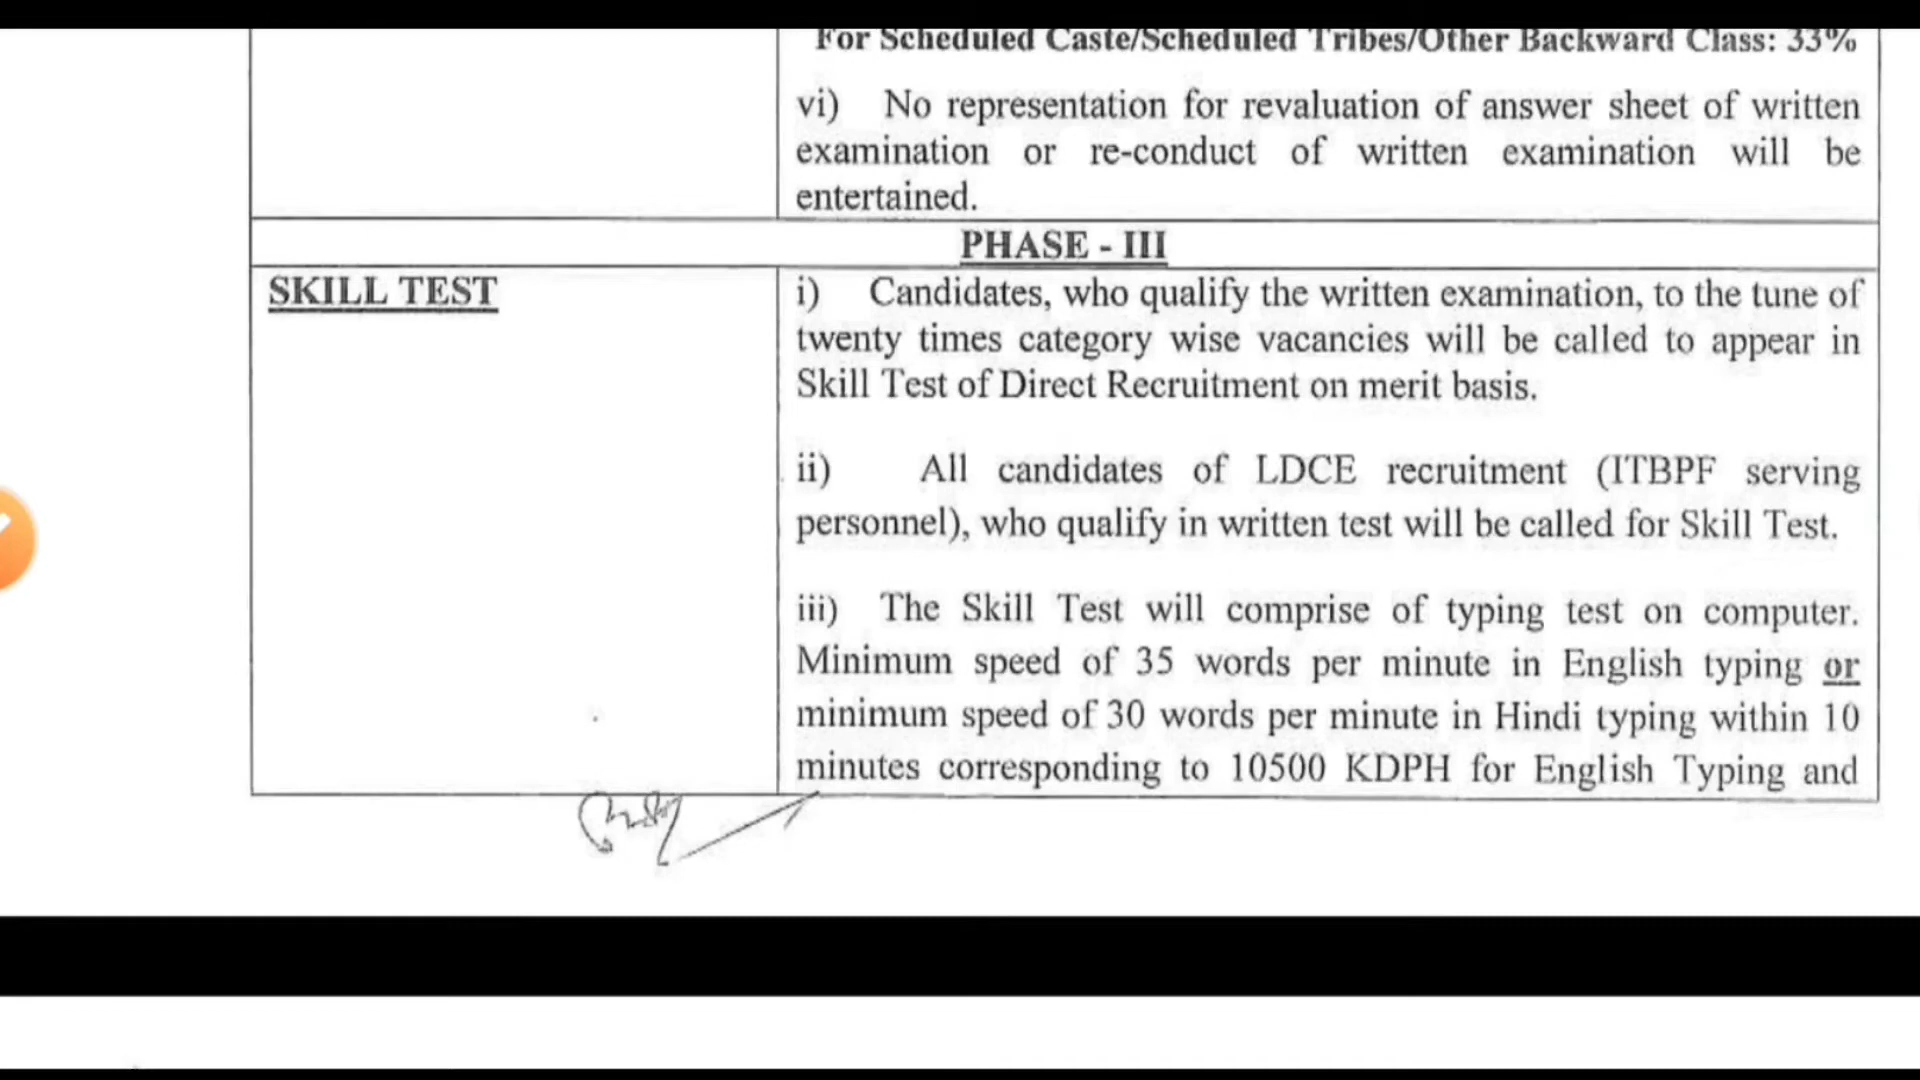 For Scheduled Caste/Scheduled Tribes/Other Backward Class: 33%
vi) No representation for revaluation of answer sheet of written
examination or re-conduct of written examination will be
entertained.
PHASE - III
SKILL TEST
i) Candidates, who qualify the written examination, to the tune of
twenty times category wise vacancies will be called to appear in
Skill Test of Direct Recruitment on merit basis.
ii) All candidates of LDCE recruitment (ITBPF serving
personnel), who qualify in written test will be called for Skill Test.
iii) The Skill Test will comprise of typing test on computer.
Minimum speed of 35 words per minute in English typing or
minimum speed of 30 words per minute in Hindi typing within 10
minutes corresponding to 10500 KDPH for English Typing and